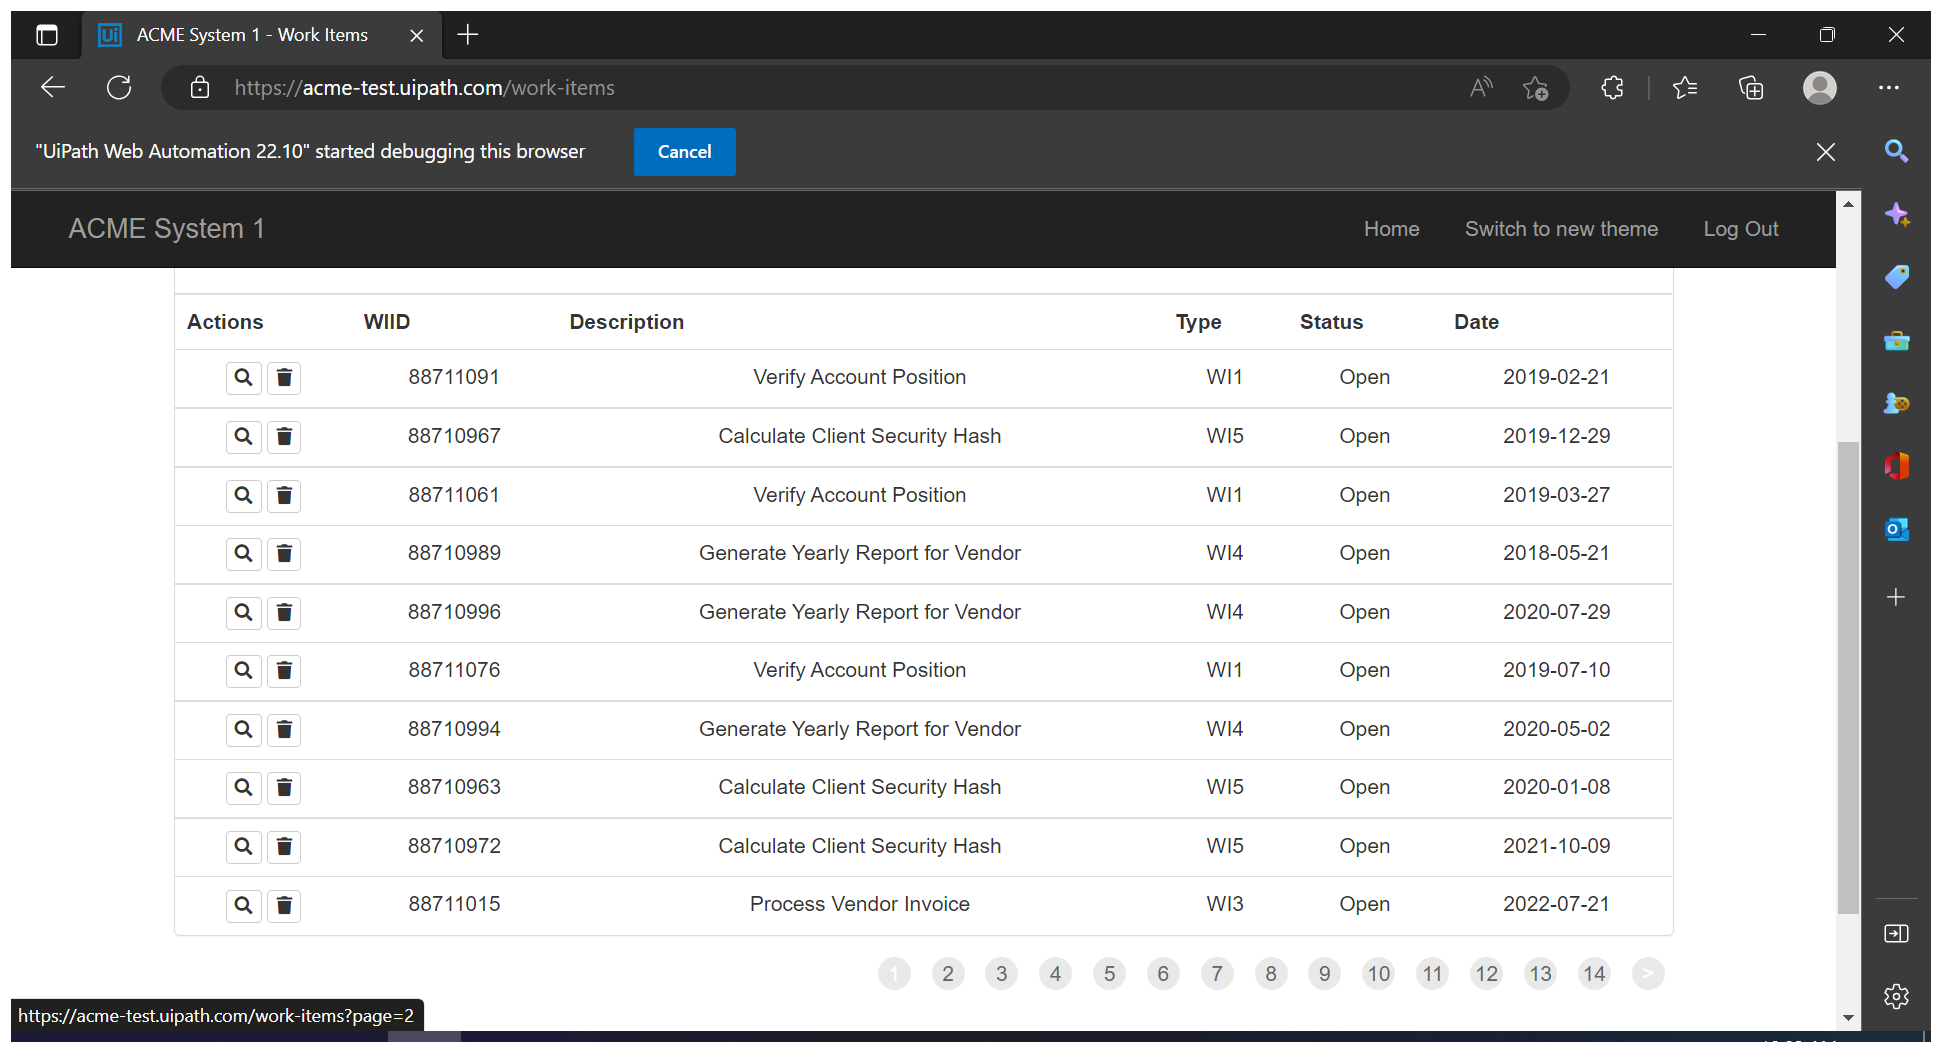 ACME System 1 - Work Items
https://acme-test.uipath.com/work-items
"UiPath Web Automation 22.10" started debugging this browser Cancel
ACME System 1 Home Switch to new theme Log Out
Actions WIID Description Type Status Date
88711091 Verify Account Position WI1 Open 2019-02-21
88710967 Calculate Client Security Hash WI5 Open 2019-12-29
88711061 Verify Account Position WI1 Open 2019-03-27
88710989 Generate Yearly Report for Vendor WI4 Open 2018-05-21
88710996 Generate Yearly Report for Vendor WI4 Open 2020-07-29
88711076 Verify Account Position WI1 Open 2019-07-10
88710994 Generate Yearly Report for Vendor WI4 Open 2020-05-02
88710963 Calculate Client Security Hash WI5 Open 2020-01-08
88710972 Calculate Client Security Hash WI5 Open 2021-10-09
88711015 Process Vendor Invoice WI3 Open 2022-07-21
1 2 3 4 5 6 7 8 9 10 11 12 13 14 >
https://acme-test.uipath.com/work-items?page=2